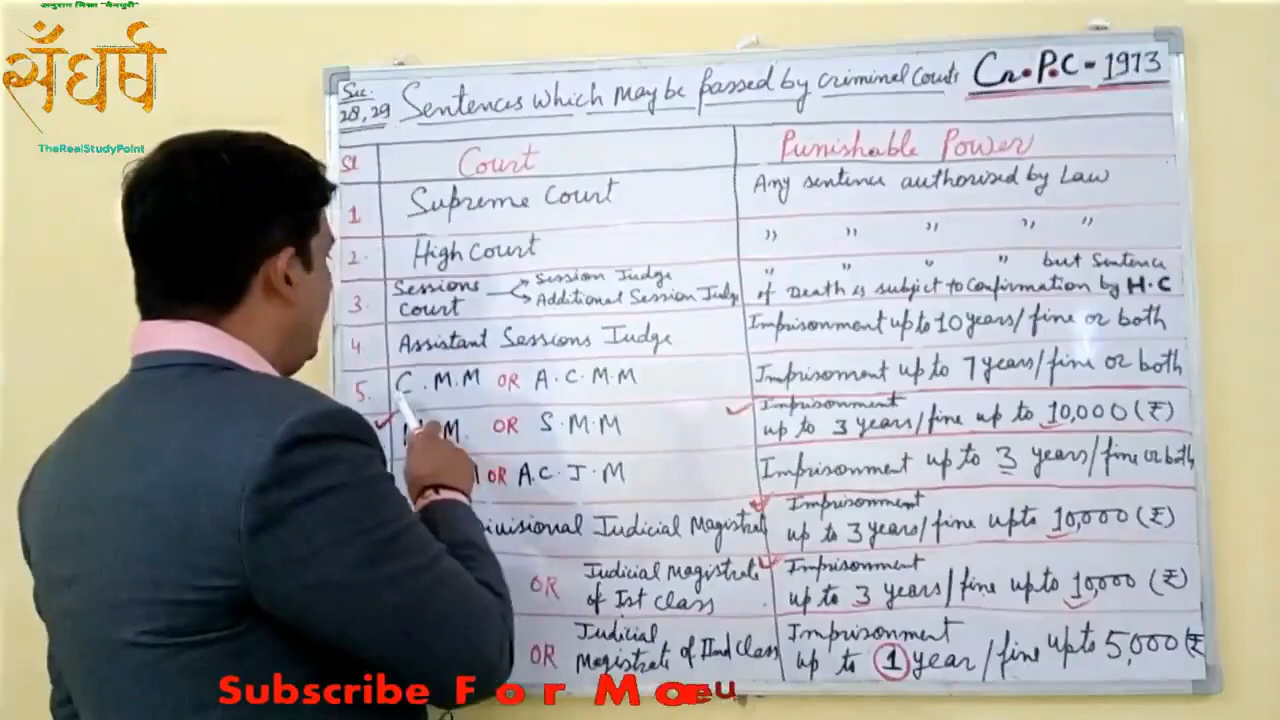 अनुराग मिश्रा "मैनपुरी"
सँघर्ष
TheRealStudyPoint
Sec. 28,29 Sentences which may be passed by criminal Courts Cr.P.C-1973
Sl Court Punishable Power
1. Supreme Court Any sentence authorised by Law
2. High Court " " " " "
3. Sessions Court Session Judge
Additional Session Judge
" " " " but Sentence
of Death is subject to confirmation by H.C
4 Assistant Sessions Judge Imprisonment up to 10 years/fine or both
5. C.M.M OR A.C.M.M Imprisonment up to 7 years/fine or both
M OR S.M.M Imprisonment
up to 3 years/fine up to 10,000 (₹)
OR A.C.J.M Imprisonment up to 3 years/fine or both
Judicial Magistrate Imprisonment
up to 3 years/fine upto 10,000 (₹)
OR Judicial Magistrate
of Ist Class
Imprisonment
up to 3 years/fine up to 10,000 (₹)
OR Judicial
Magistrate of IInd Class
Imprisonment
up to 1 year/fine upto 5,000 (₹
Subscribe For